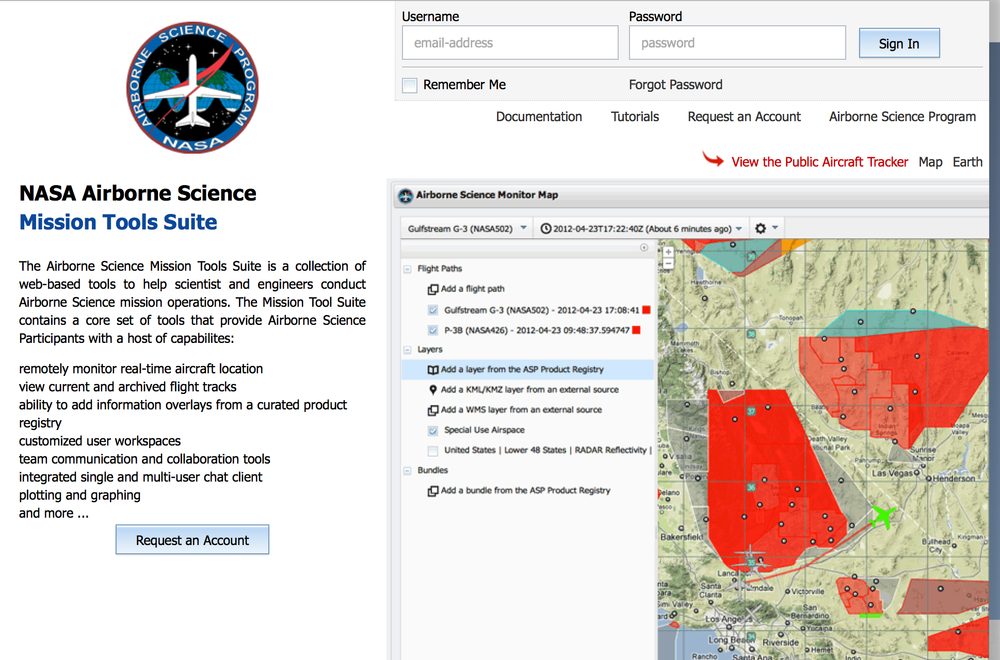 AIRBORNE SCIENCE PROGRAM
NASA
Username
Password
email-address
password
Sign In
Remember Me
Forgot Password
Documentation
Tutorials
Request an Account
Airborne Science Program
View the Public Aircraft Tracker
Map
Earth
NASA Airborne Science
Mission Tools Suite
The Airborne Science Mission Tools Suite is a collection of
web-based tools to help scientist and engineers conduct
Airborne Science mission operations. The Mission Tool Suite
contains a core set of tools that provide Airborne Science
Participants with a host of capabilites:
remotely monitor real-time aircraft location
view current and archived flight tracks
ability to add information overlays from a curated product
registry
customized user workspaces
team communication and collaboration tools
integrated single and multi-user chat client
plotting and graphing
and more ...
Request an Account
Airborne Science Monitor Map
Gulfstream G-3 (NASA502)
2012-04-23T17:22:40Z (About 6 minutes ago)
Flight Paths
Add a flight path
Gulfstream G-3 (NASA502) - 2012-04-23 17:08:41
P-3B (NASA426) - 2012-04-23 09:48:37.594747
Layers
Add a layer from the ASP Product Registry
Add a KML/KMZ layer from an external source
Add a WMS layer from an external source
Special Use Airspace
United States | Lower 48 States | RADAR Reflectivity |
Bundles
Add a bundle from the ASP Product Registry
39
Hawthorne
Tonopah
38
Mammoth
Lakes
Caliente
Bishop
37
Indian
Springs
Moapa
Valley
Death Valley
Sunrise
Manor
Pahrump
Las Vegas
Henderson
Visalia
36
Delano
Bakersfield
Bullhead
City
Kingman
35
Santa
Clarita
Victorville
Simi Valley
San
Bernardino
Los Angeles
Yucaipa
34
Long Beach
Riverside
Hemet
Rancho
Santa Ana
Indio